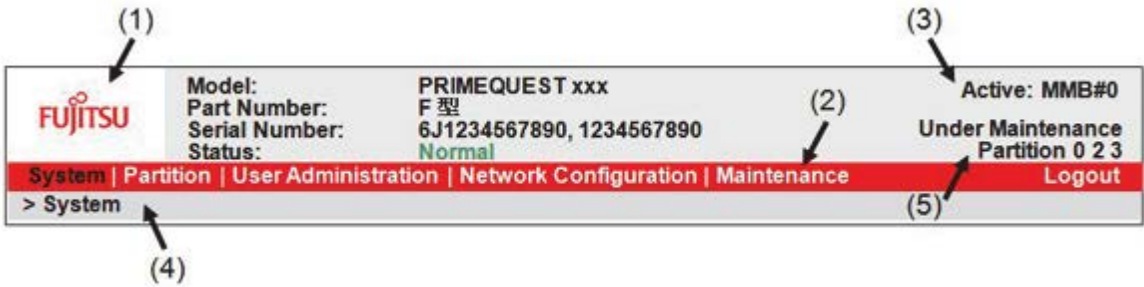 (1)
(3)
FUJITSU
Model: PRIMEQUEST xxx
Part Number: F 型
Serial Number: 6J1234567890, 1234567890
Status: Normal
Active: MMB#0
(2)
Under Maintenance
Partition 0 2 3
System | Partition | User Administration | Network Configuration | Maintenance
Logout
> System
(5)
(4)